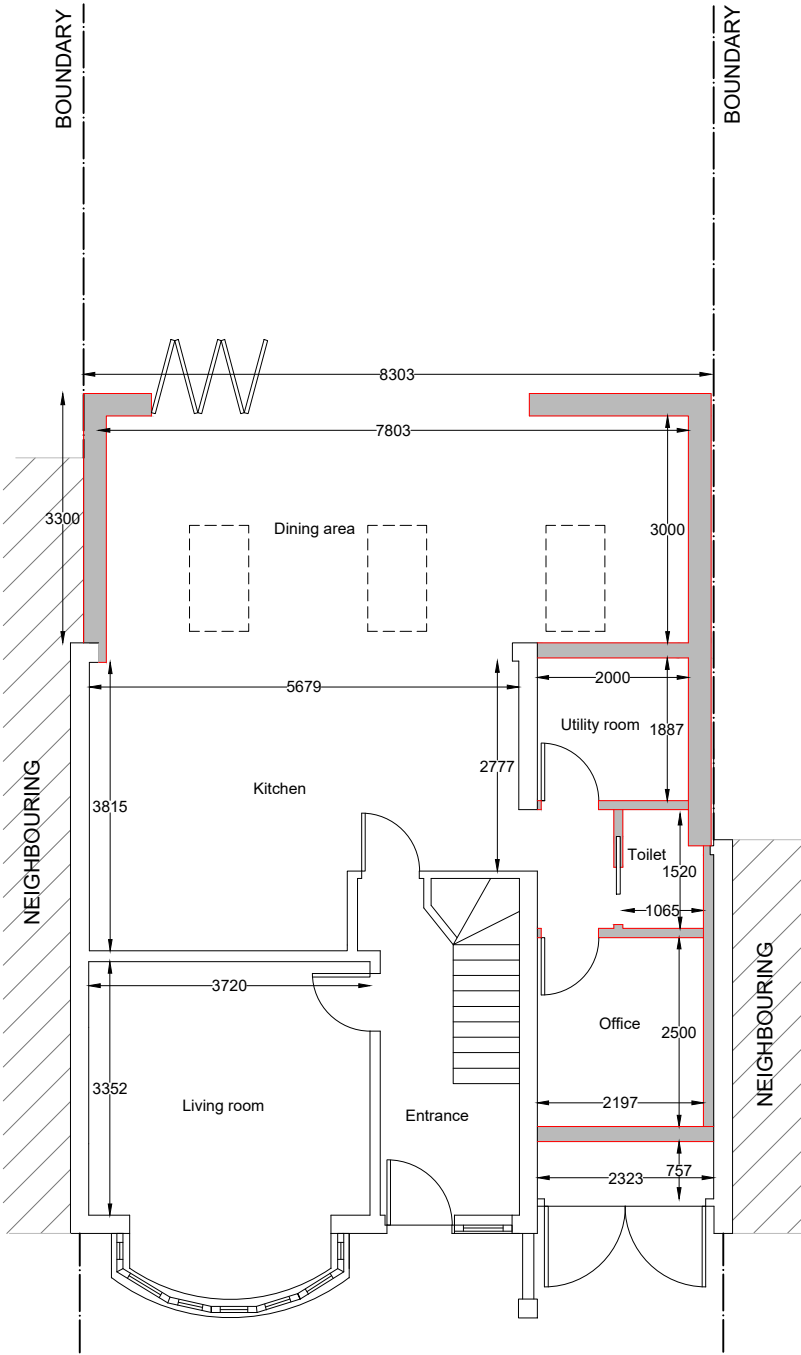 BOUNDARY
BOUNDARY
8303
7803
3300
Dining area
3000
5679
2000
Utility room
1887
2777
Kitchen
3815
NEIGHBOURING
Toilet
1520
1065
3720
NEIGHBOURING
Office
2500
3352
Living room
2197
Entrance
757
2323